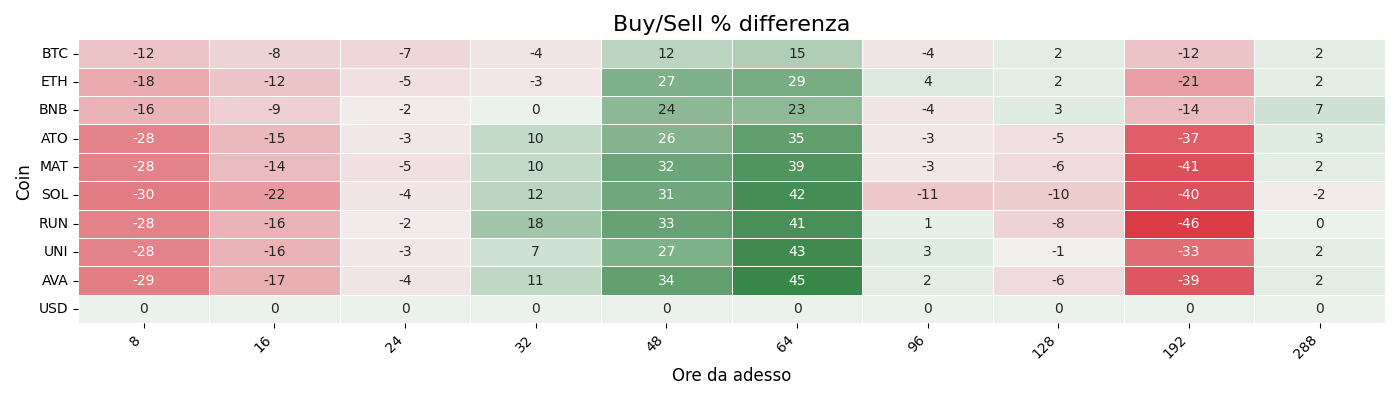 Buy/Sell % differenza
Coin
BTC -12 -8 -7 -4 12 15 -4 2 -12 2
ETH -18 -12 -5 -3 27 29 4 2 -21 2
BNB -16 -9 -2 0 24 23 -4 3 -14 7
ATO -28 -15 -3 10 26 35 -3 -5 -37 3
MAT -28 -14 -5 10 32 39 -3 -6 -41 2
SOL -30 -22 -4 12 31 42 -11 -10 -40 -2
RUN -28 -16 -2 18 33 41 1 -8 -46 0
UNI -28 -16 -3 7 27 43 3 -1 -33 2
AVA -29 -17 -4 11 34 45 2 -6 -39 2
USD 0 0 0 0 0 0 0 0 0 0
8 16 24 32 48 64 96 128 192 288
Ore da adesso